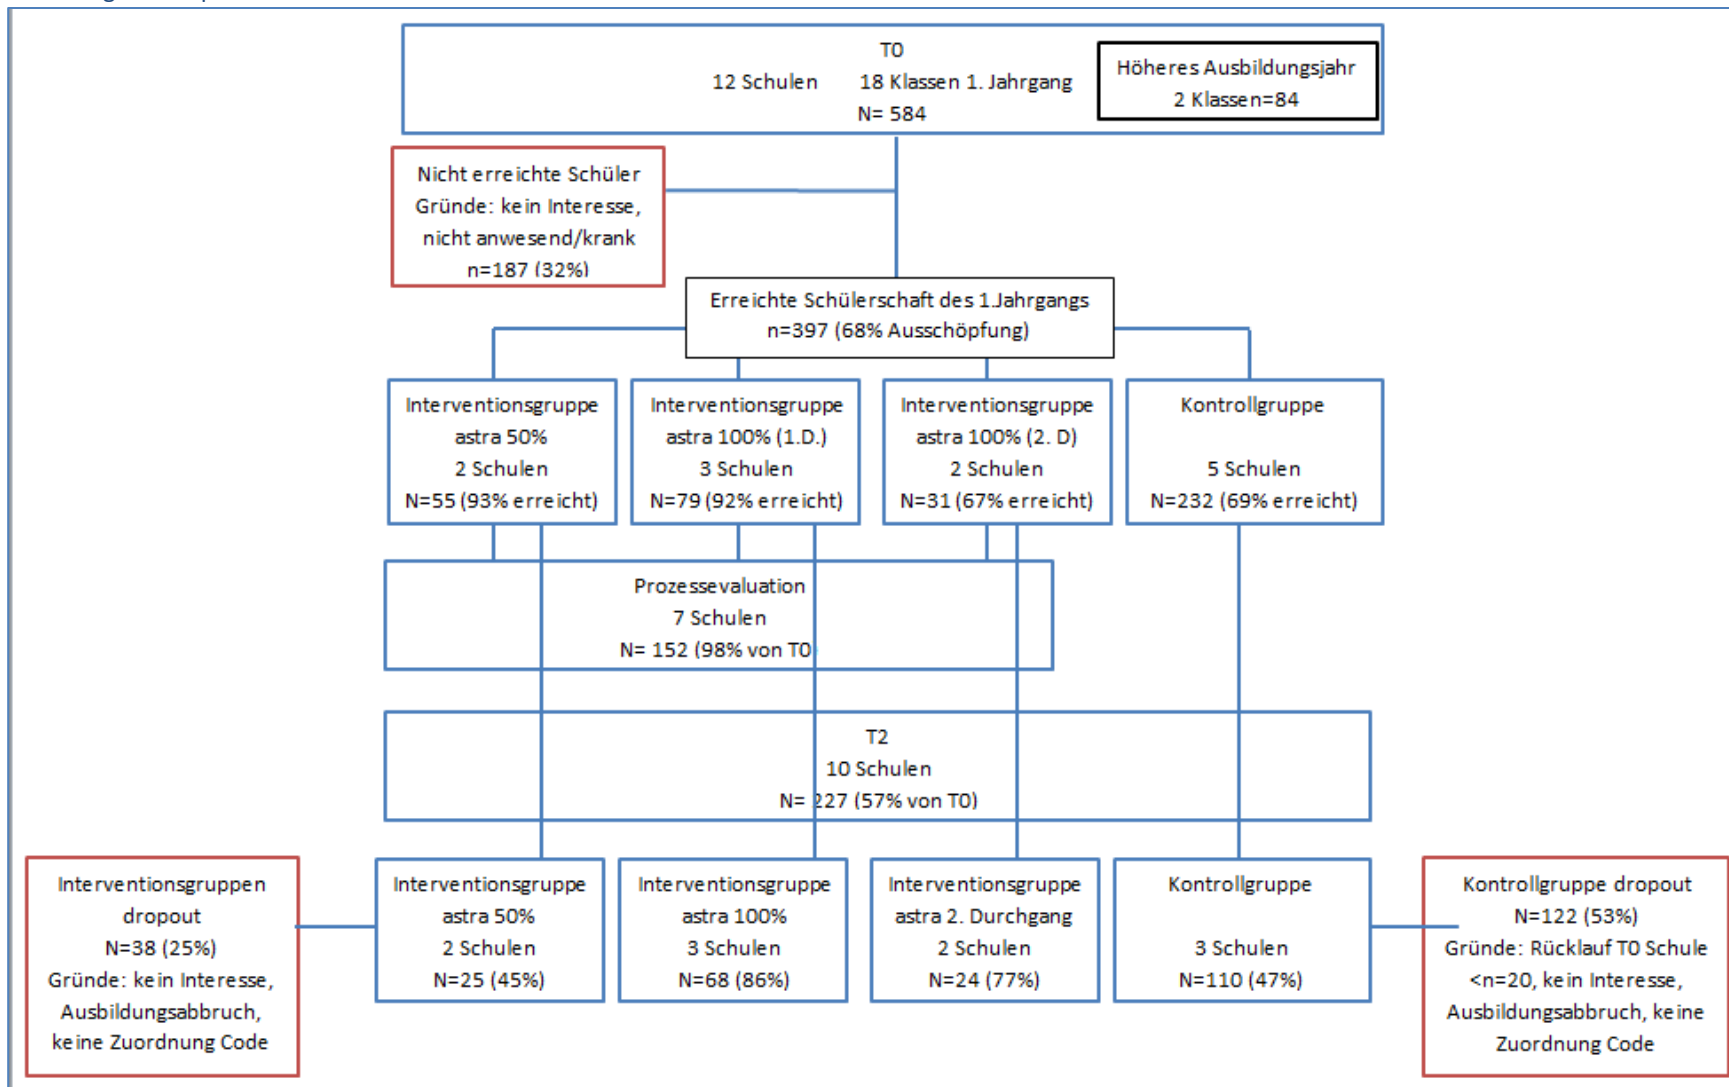 T0
12 Schulen 18 Klassen 1. Jahrgang
N= 584
Höheres Ausbildungsjahr
2 Klassen=84
Nicht erreichte Schüler
Gründe: kein Interesse,
nicht anwesend/krank
n=187 (32%)
Erreichte Schülerschaft des 1.Jahrgangs
n=397 (68% Ausschöpfung)
Interventionsgruppe
astra 50%
2 Schulen
N=55 (93% erreicht)
Interventionsgruppe
astra 100% (1.D.)
3 Schulen
N=79 (92% erreicht)
Interventionsgruppe
astra 100% (2. D)
2 Schulen
N=31 (67% erreicht)
Kontrollgruppe
5 Schulen
N=232 (69% erreicht)
Prozessevaluation
7 Schulen
N= 152 (98% von T0)
T2
10 Schulen
N= 227 (57% von T0)
Interventionsgruppen
dropout
N=38 (25%)
Gründe: kein Interesse,
Ausbildungsabbruch,
keine Zuordnung Code
Interventionsgruppe
astra 50%
2 Schulen
N=25 (45%)
Interventionsgruppe
astra 100%
3 Schulen
N=68 (86%)
Interventionsgruppe
astra 2. Durchgang
2 Schulen
N=24 (77%)
Kontrollgruppe
3 Schulen
N=110 (47%)
Kontrollgruppe dropout
N=122 (53%)
Gründe: Rücklauf T0 Schule
<n=20, kein Interesse,
Ausbildungsabbruch, keine
Zuordnung Code